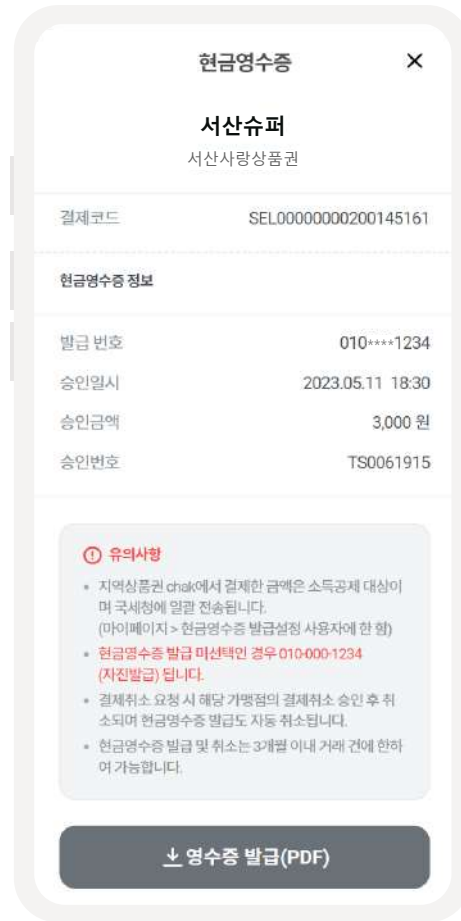 현금영수증 ✕
서산슈퍼
서산사랑상품권
결제코드 SEL00000000200145161
현금영수증 정보
발급 번호 010****1234
승인일시 2023.05.11 18:30
승인금액 3,000 원
승인번호 TS0061915
유의사항
• 지역상품권 chak에서 결제한 금액은 소득공제 대상이
며 국세청에 일괄 전송됩니다.
(마이페이지 > 현금영수증 발급설정 사용자에 한 함)
• 현금영수증 발급 미선택인 경우 010-000-1234
(자진발급) 됩니다.
• 결제취소 요청 시 해당 가맹점의 결제취소 승인 후 취
소되며 현금영수증 발급도 자동 취소됩니다.
• 현금영수증 발급 및 취소는 3개월 이내 거래 건에 한하
여 가능합니다.
영수증 발급(PDF)